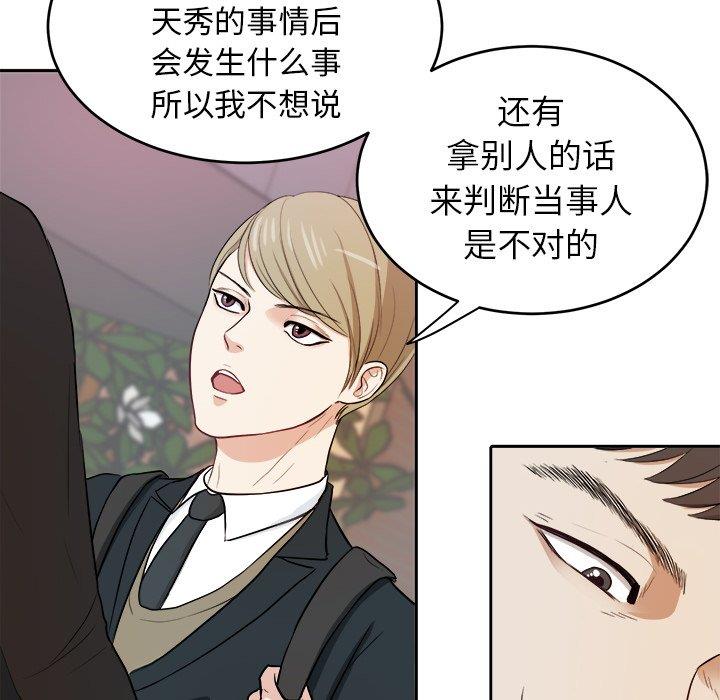 天秀的事情后
会发生什么事
所以我不想说
还有
拿别人的话
来判断当事人
是不对的